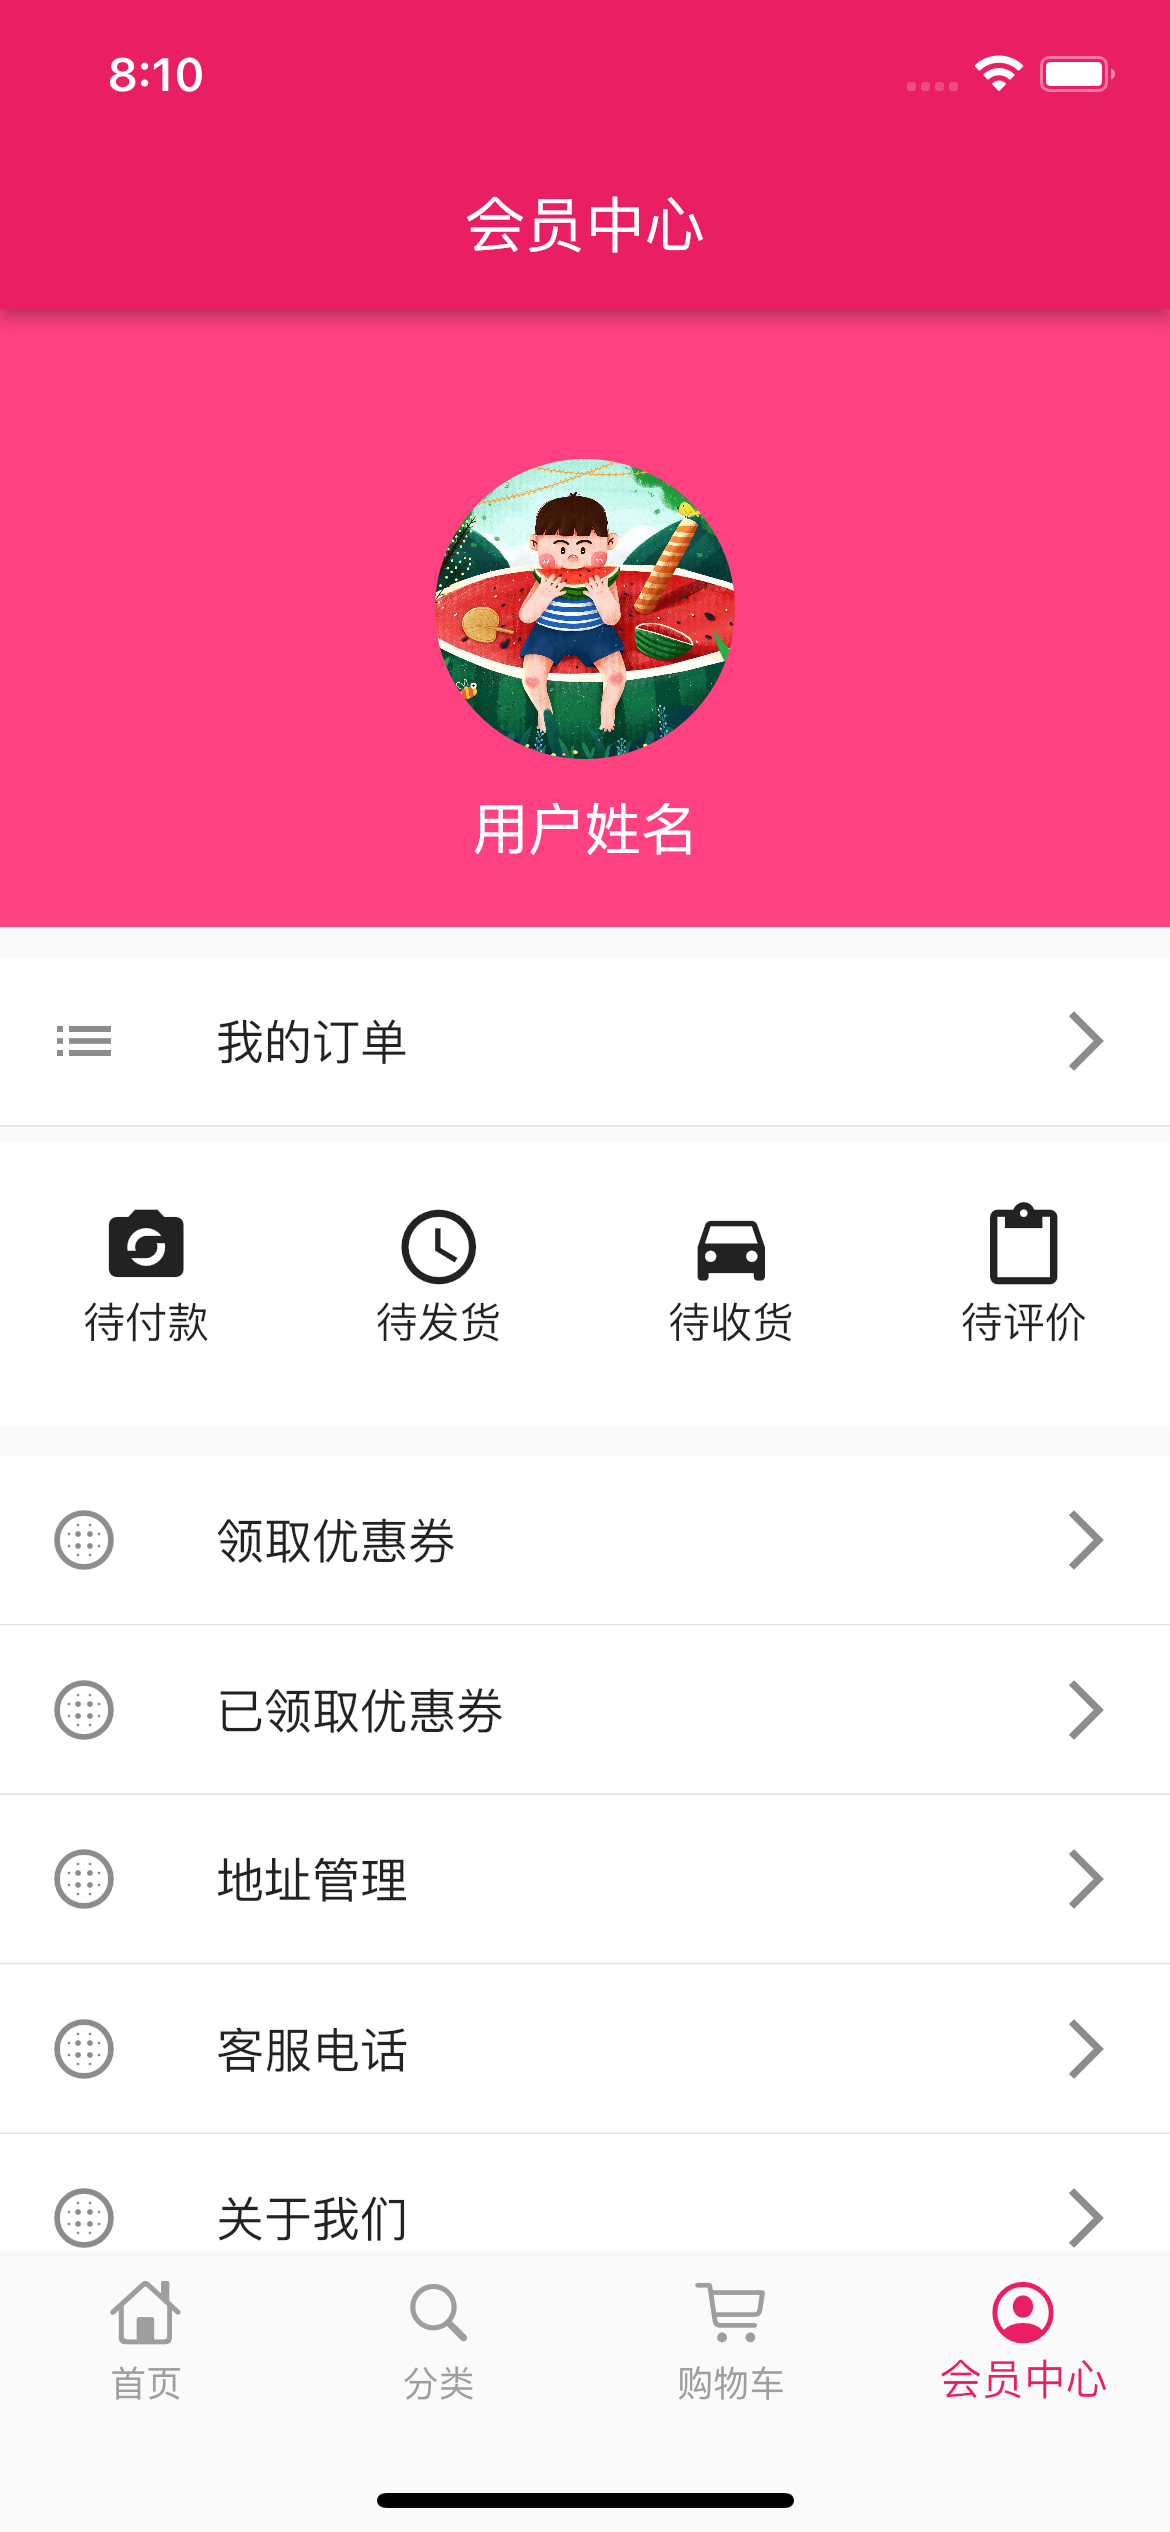 8:10
会员中心
用户姓名
我的订单
待付款 待发货 待收货 待评价
领取优惠券
已领取优惠券
地址管理
客服电话
关于我们
首页 分类 购物车 会员中心